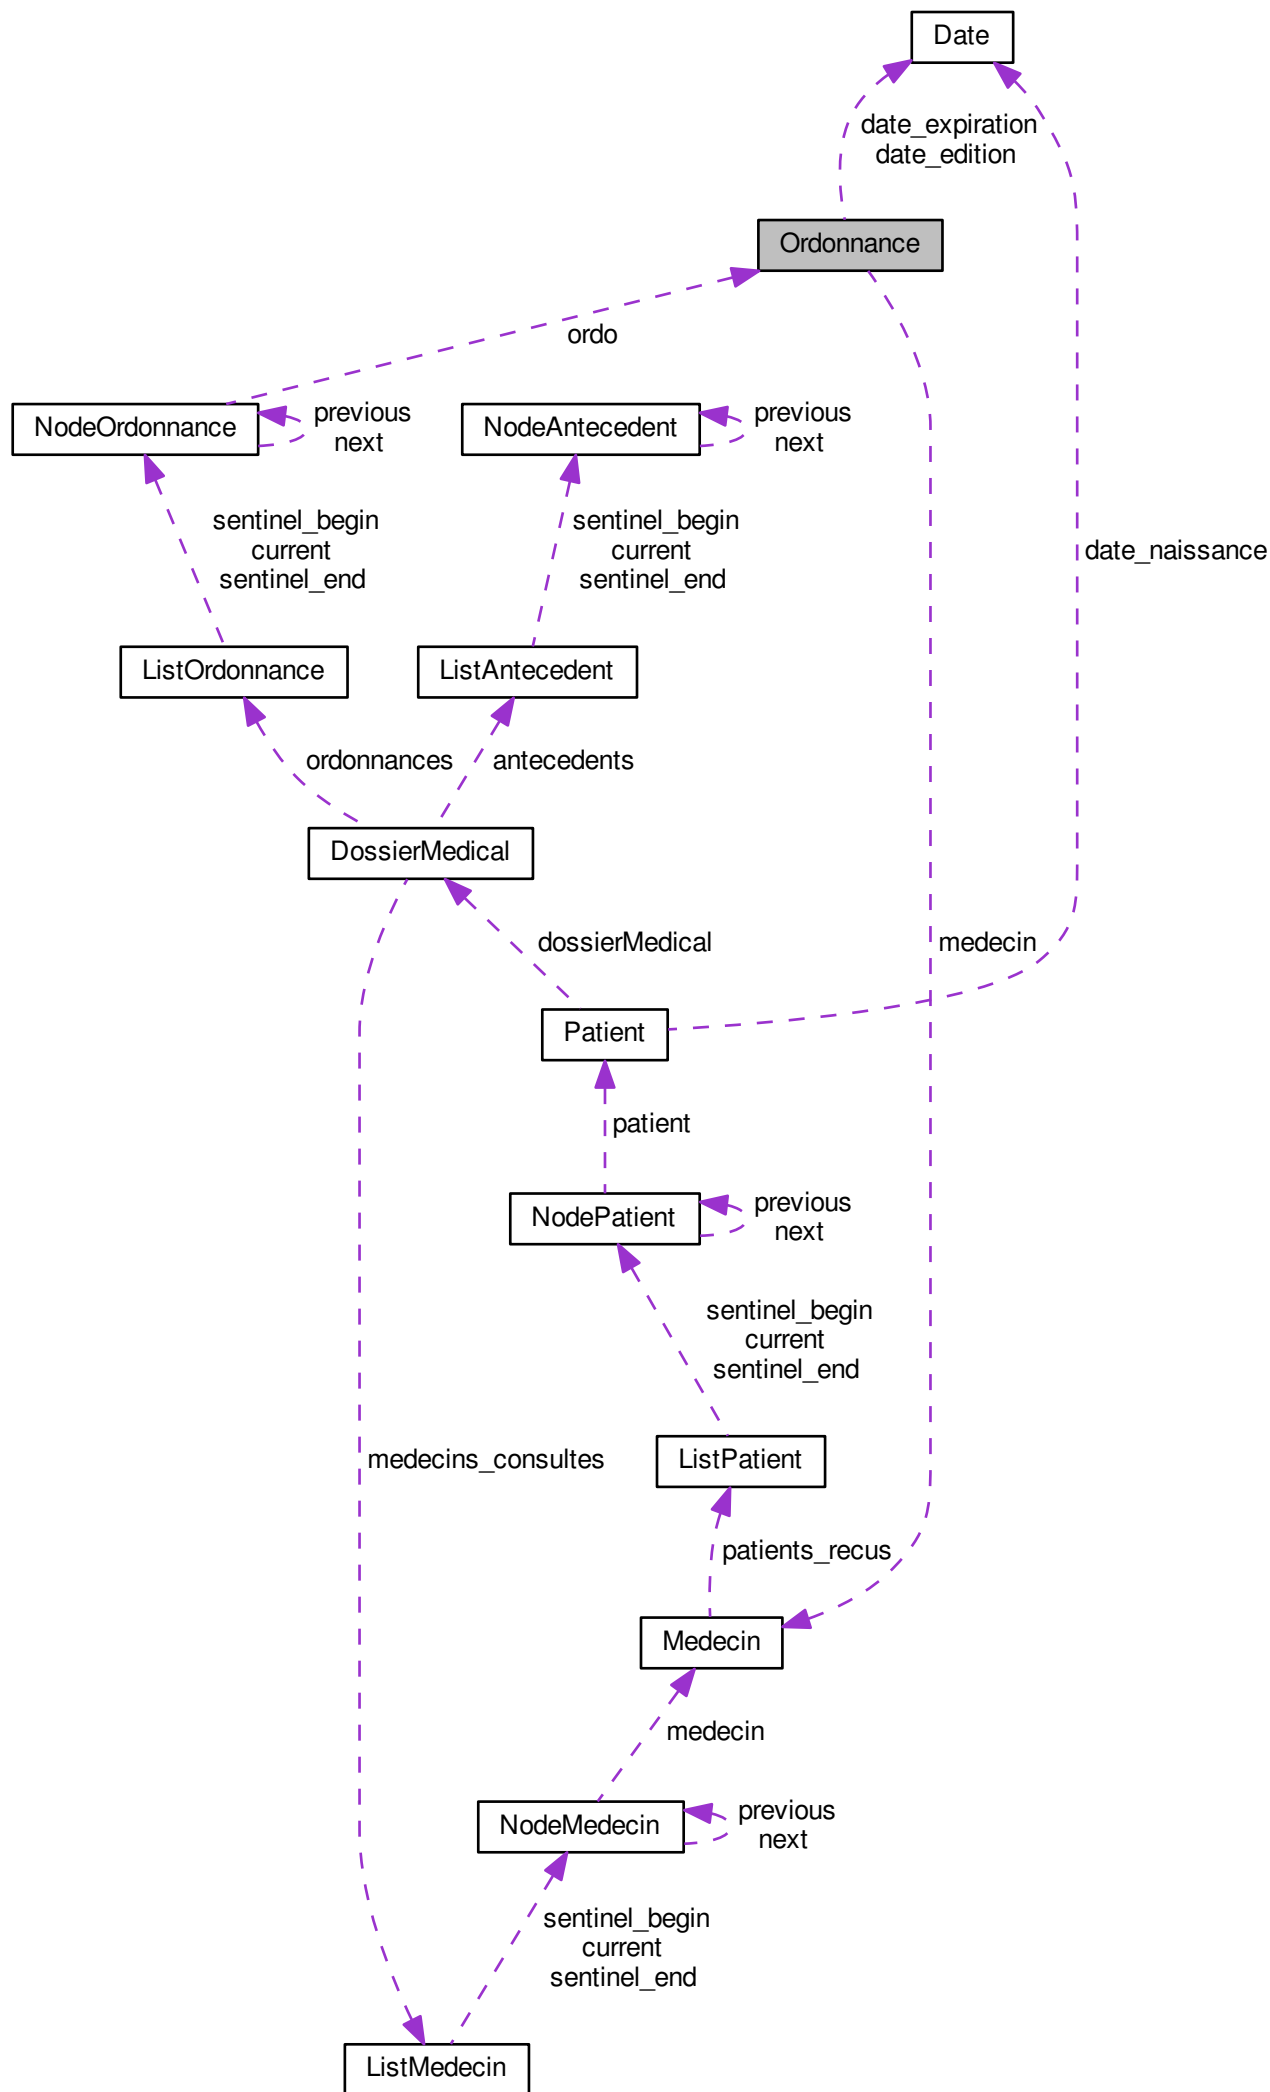 Date
date_expiration
date_edition
Ordonnance
ordo
NodeOrdonnance
previous
next
NodeAntecedent
previous
next
sentinel_begin
current
sentinel_end
sentinel_begin
current
sentinel_end
date_naissance
ListOrdonnance
ListAntecedent
ordonnances
antecedents
DossierMedical
dossierMedical
medecin
Patient
patient
NodePatient
previous
next
sentinel_begin
current
sentinel_end
medecins_consultes
ListPatient
patients_recus
Medecin
medecin
NodeMedecin
previous
next
sentinel_begin
current
sentinel_end
ListMedecin